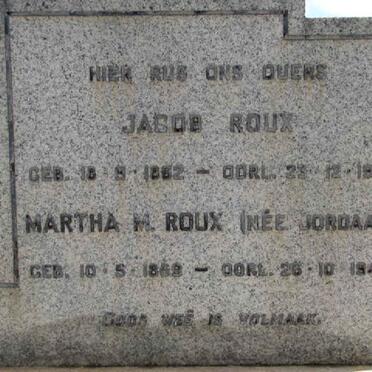 HIER RUS ONS OUERS
JACOB ROUX
GEB. 18·9·1862 – OORL. 23·12·19
MARTHA M. ROUX (NÉE JORDAA
GEB. 10·5·1869 – OORL. 26·10·194
GODS WEË IS VOLMAAK.